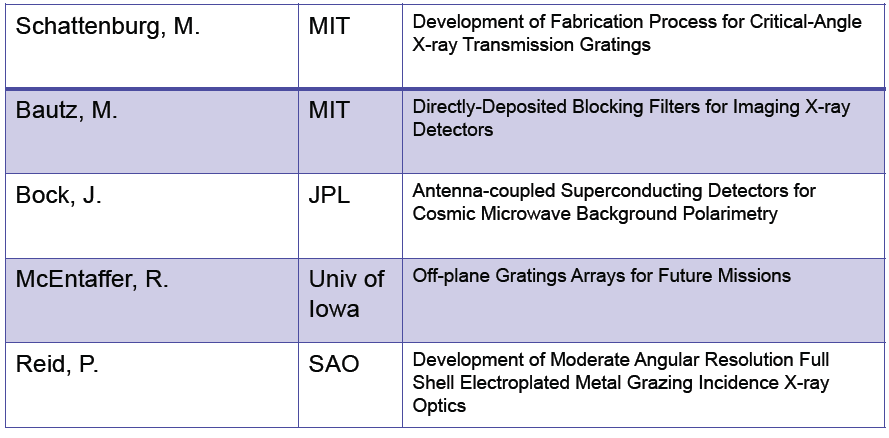 Schattenburg, M.
MIT
Development of Fabrication Process for Critical-Angle
X-ray Transmission Gratings
Bautz, M.
MIT
Directly-Deposited Blocking Filters for Imaging X-ray
Detectors
Bock, J.
JPL
Antenna-coupled Superconducting Detectors for
Cosmic Microwave Background Polarimetry
McEntaffer, R.
Univ of
Iowa
Off-plane Gratings Arrays for Future Missions
Reid, P.
SAO
Development of Moderate Angular Resolution Full
Shell Electroplated Metal Grazing Incidence X-ray
Optics